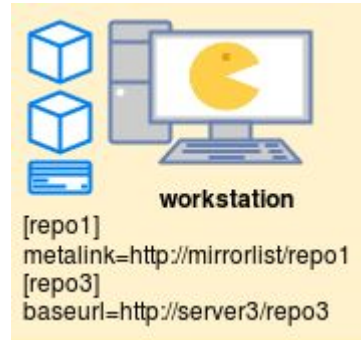 workstation
[repo1]
metalink=http://mirrorlist/repo1
[repo3]
baseurl=http://server3/repo3